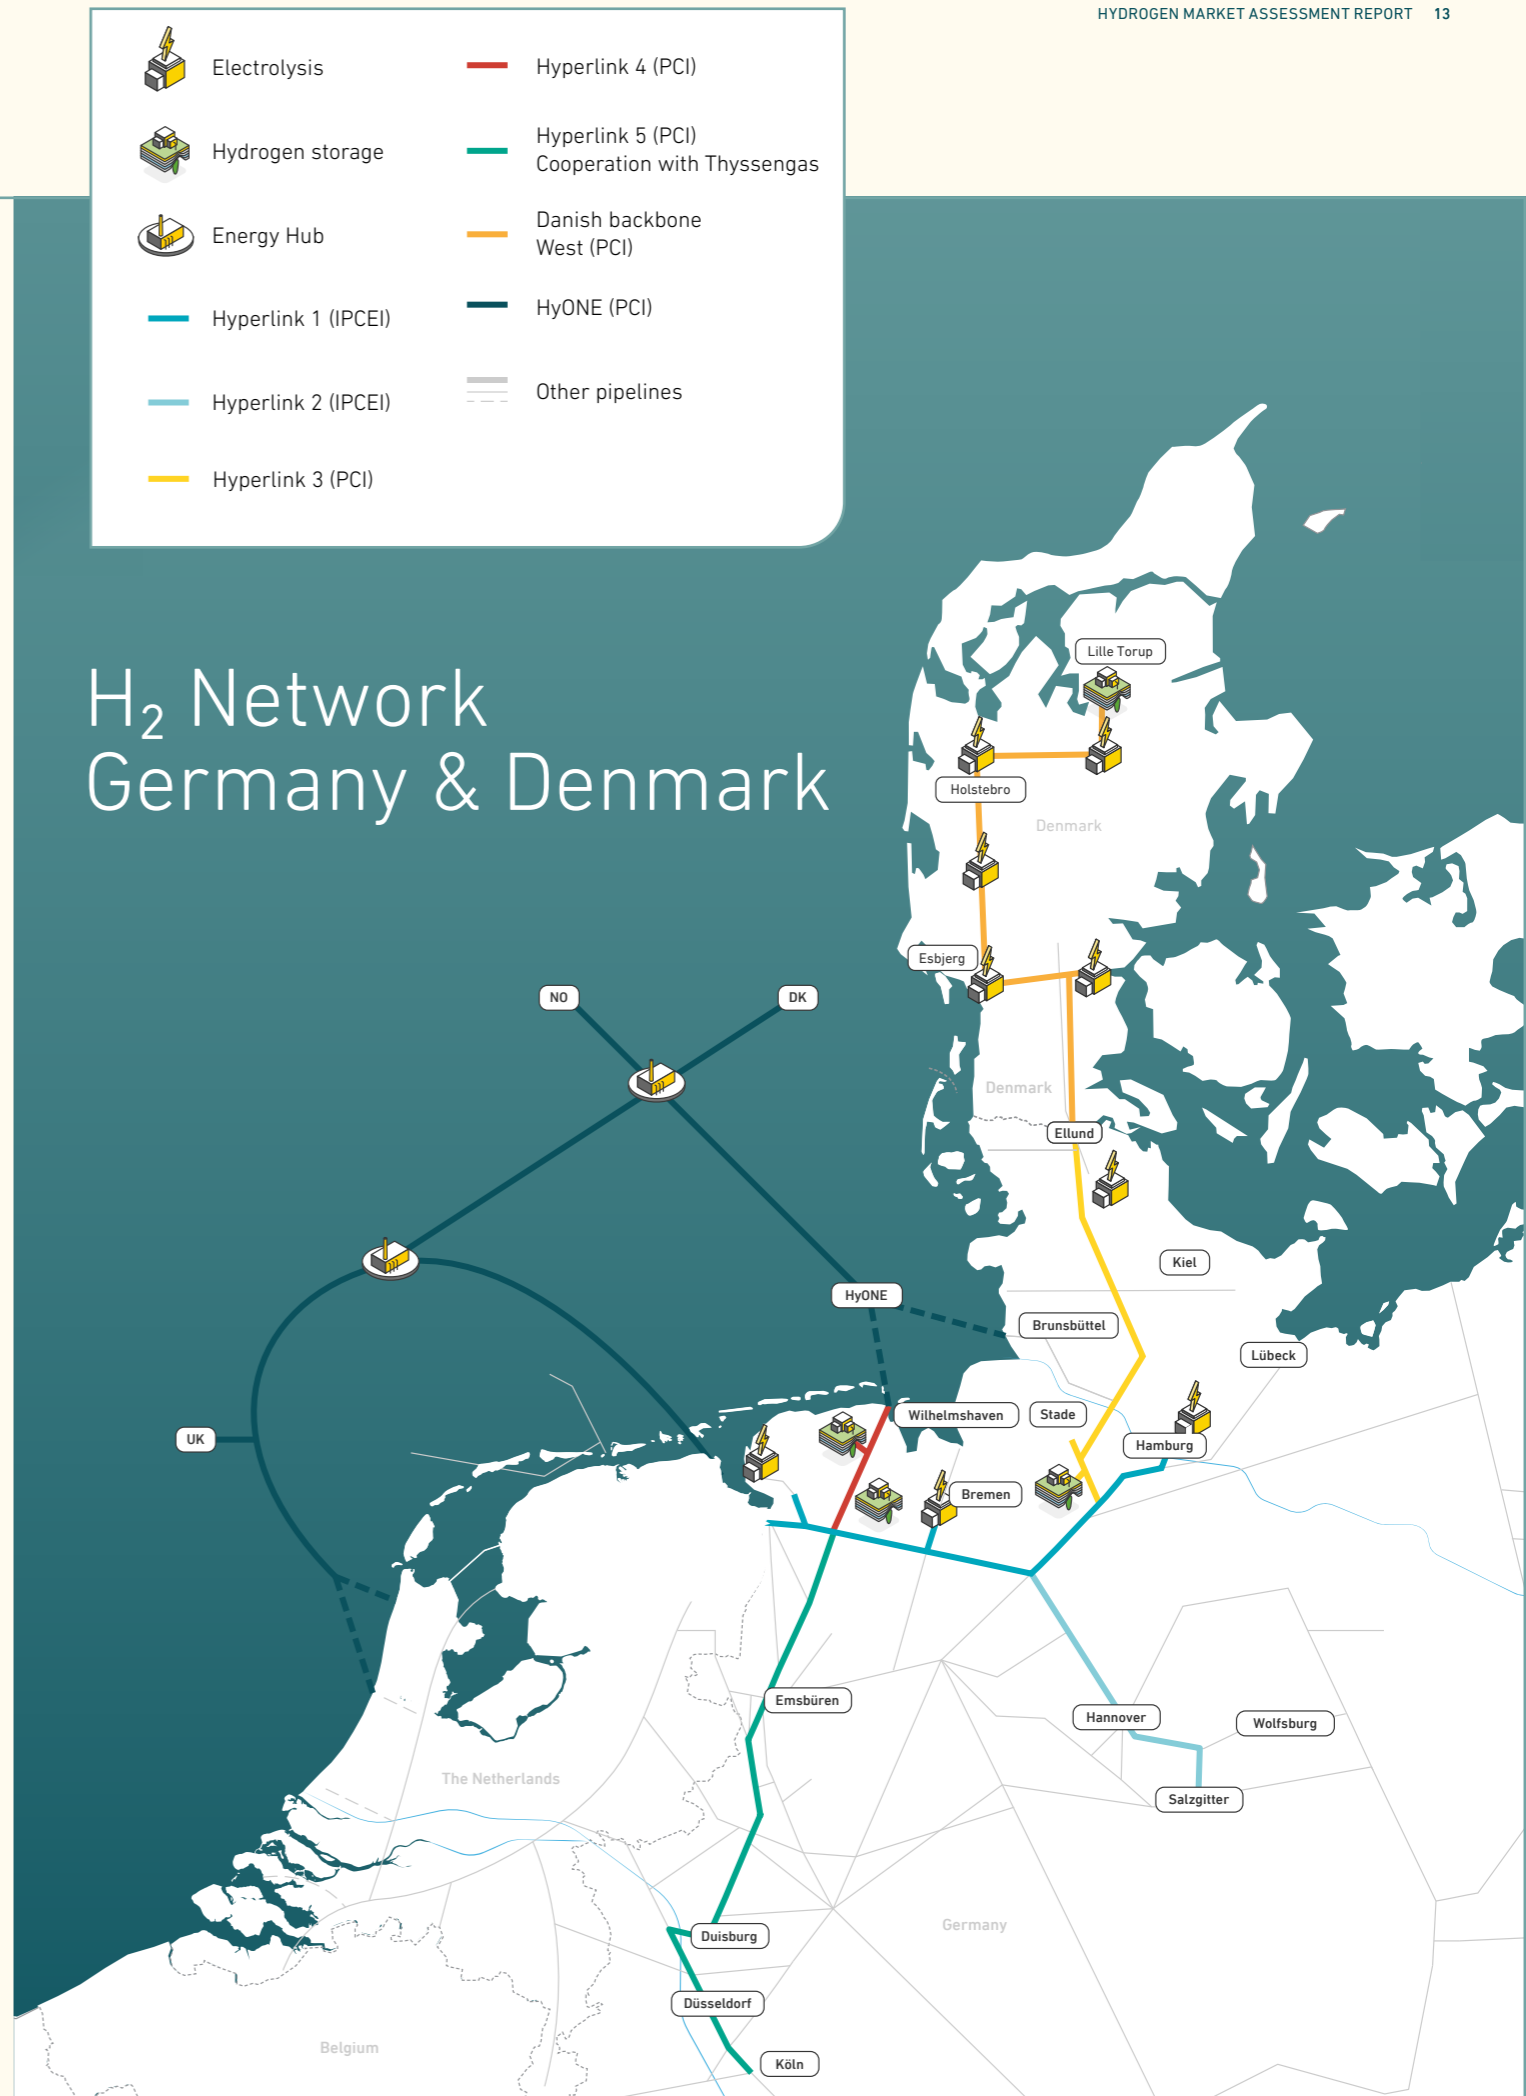 HYDROGEN MARKET ASSESSMENT REPORT 13
Electrolysis
Hydrogen storage
Energy Hub
Hyperlink 1 (IPCEI)
Hyperlink 2 (IPCEI)
Hyperlink 3 (PCI)
Hyperlink 4 (PCI)
Hyperlink 5 (PCI)
Cooperation with Thyssengas
Danish backbone
West (PCI)
HyONE (PCI)
Other pipelines
H₂ Network
Germany & Denmark
Lille Torup
Holstebro
Denmark
Esbjerg
NO
DK
Denmark
Ellund
Kiel
HyONE
Brunsbüttel
Lübeck
Wilhelmshaven
Stade
UK
Hamburg
Bremen
Emsbüren
Hannover
Wolfsburg
The Netherlands
Salzgitter
Germany
Duisburg
Düsseldorf
Belgium
Köln